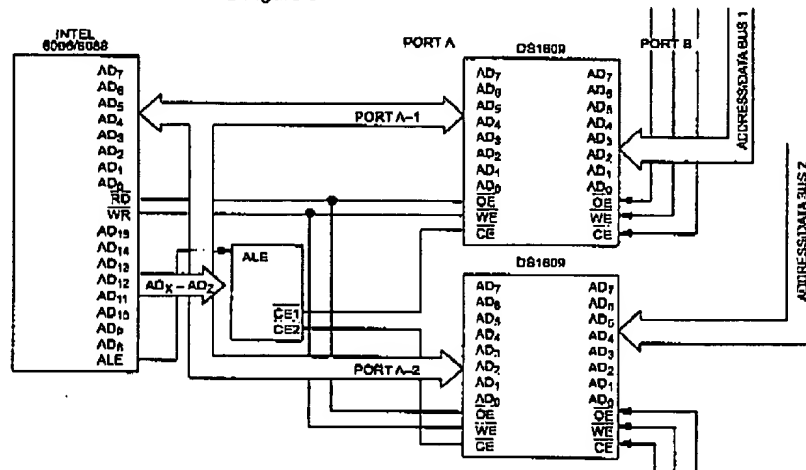 INTEL
8086/8088
AD7
AD6
AD5
AD4
AD3
AD2
AD1
AD0
RD
WR
AD15
AD14
AD13
AD12
AD11
AD10
AD9
AD8
ALE
ADX – ADZ
ALE
CE1
CE2
PORT A
PORT A–1
PORT A–2
DS1609
AD7
AD6
AD5
AD4
AD3
AD2
AD1
AD0
OE
WE
CE
AD7
AD6
AD5
AD4
AD3
AD2
AD1
AD0
OE
WE
CE
PORT B
ADDRESS/DATA BUS 1
ADDRESS/DATA BUS 2
DS1609
AD7
AD6
AD5
AD4
AD3
AD2
AD1
AD0
OE
WE
CE
AD7
AD6
AD5
AD4
AD3
AD2
AD1
AD0
OE
WE
CE